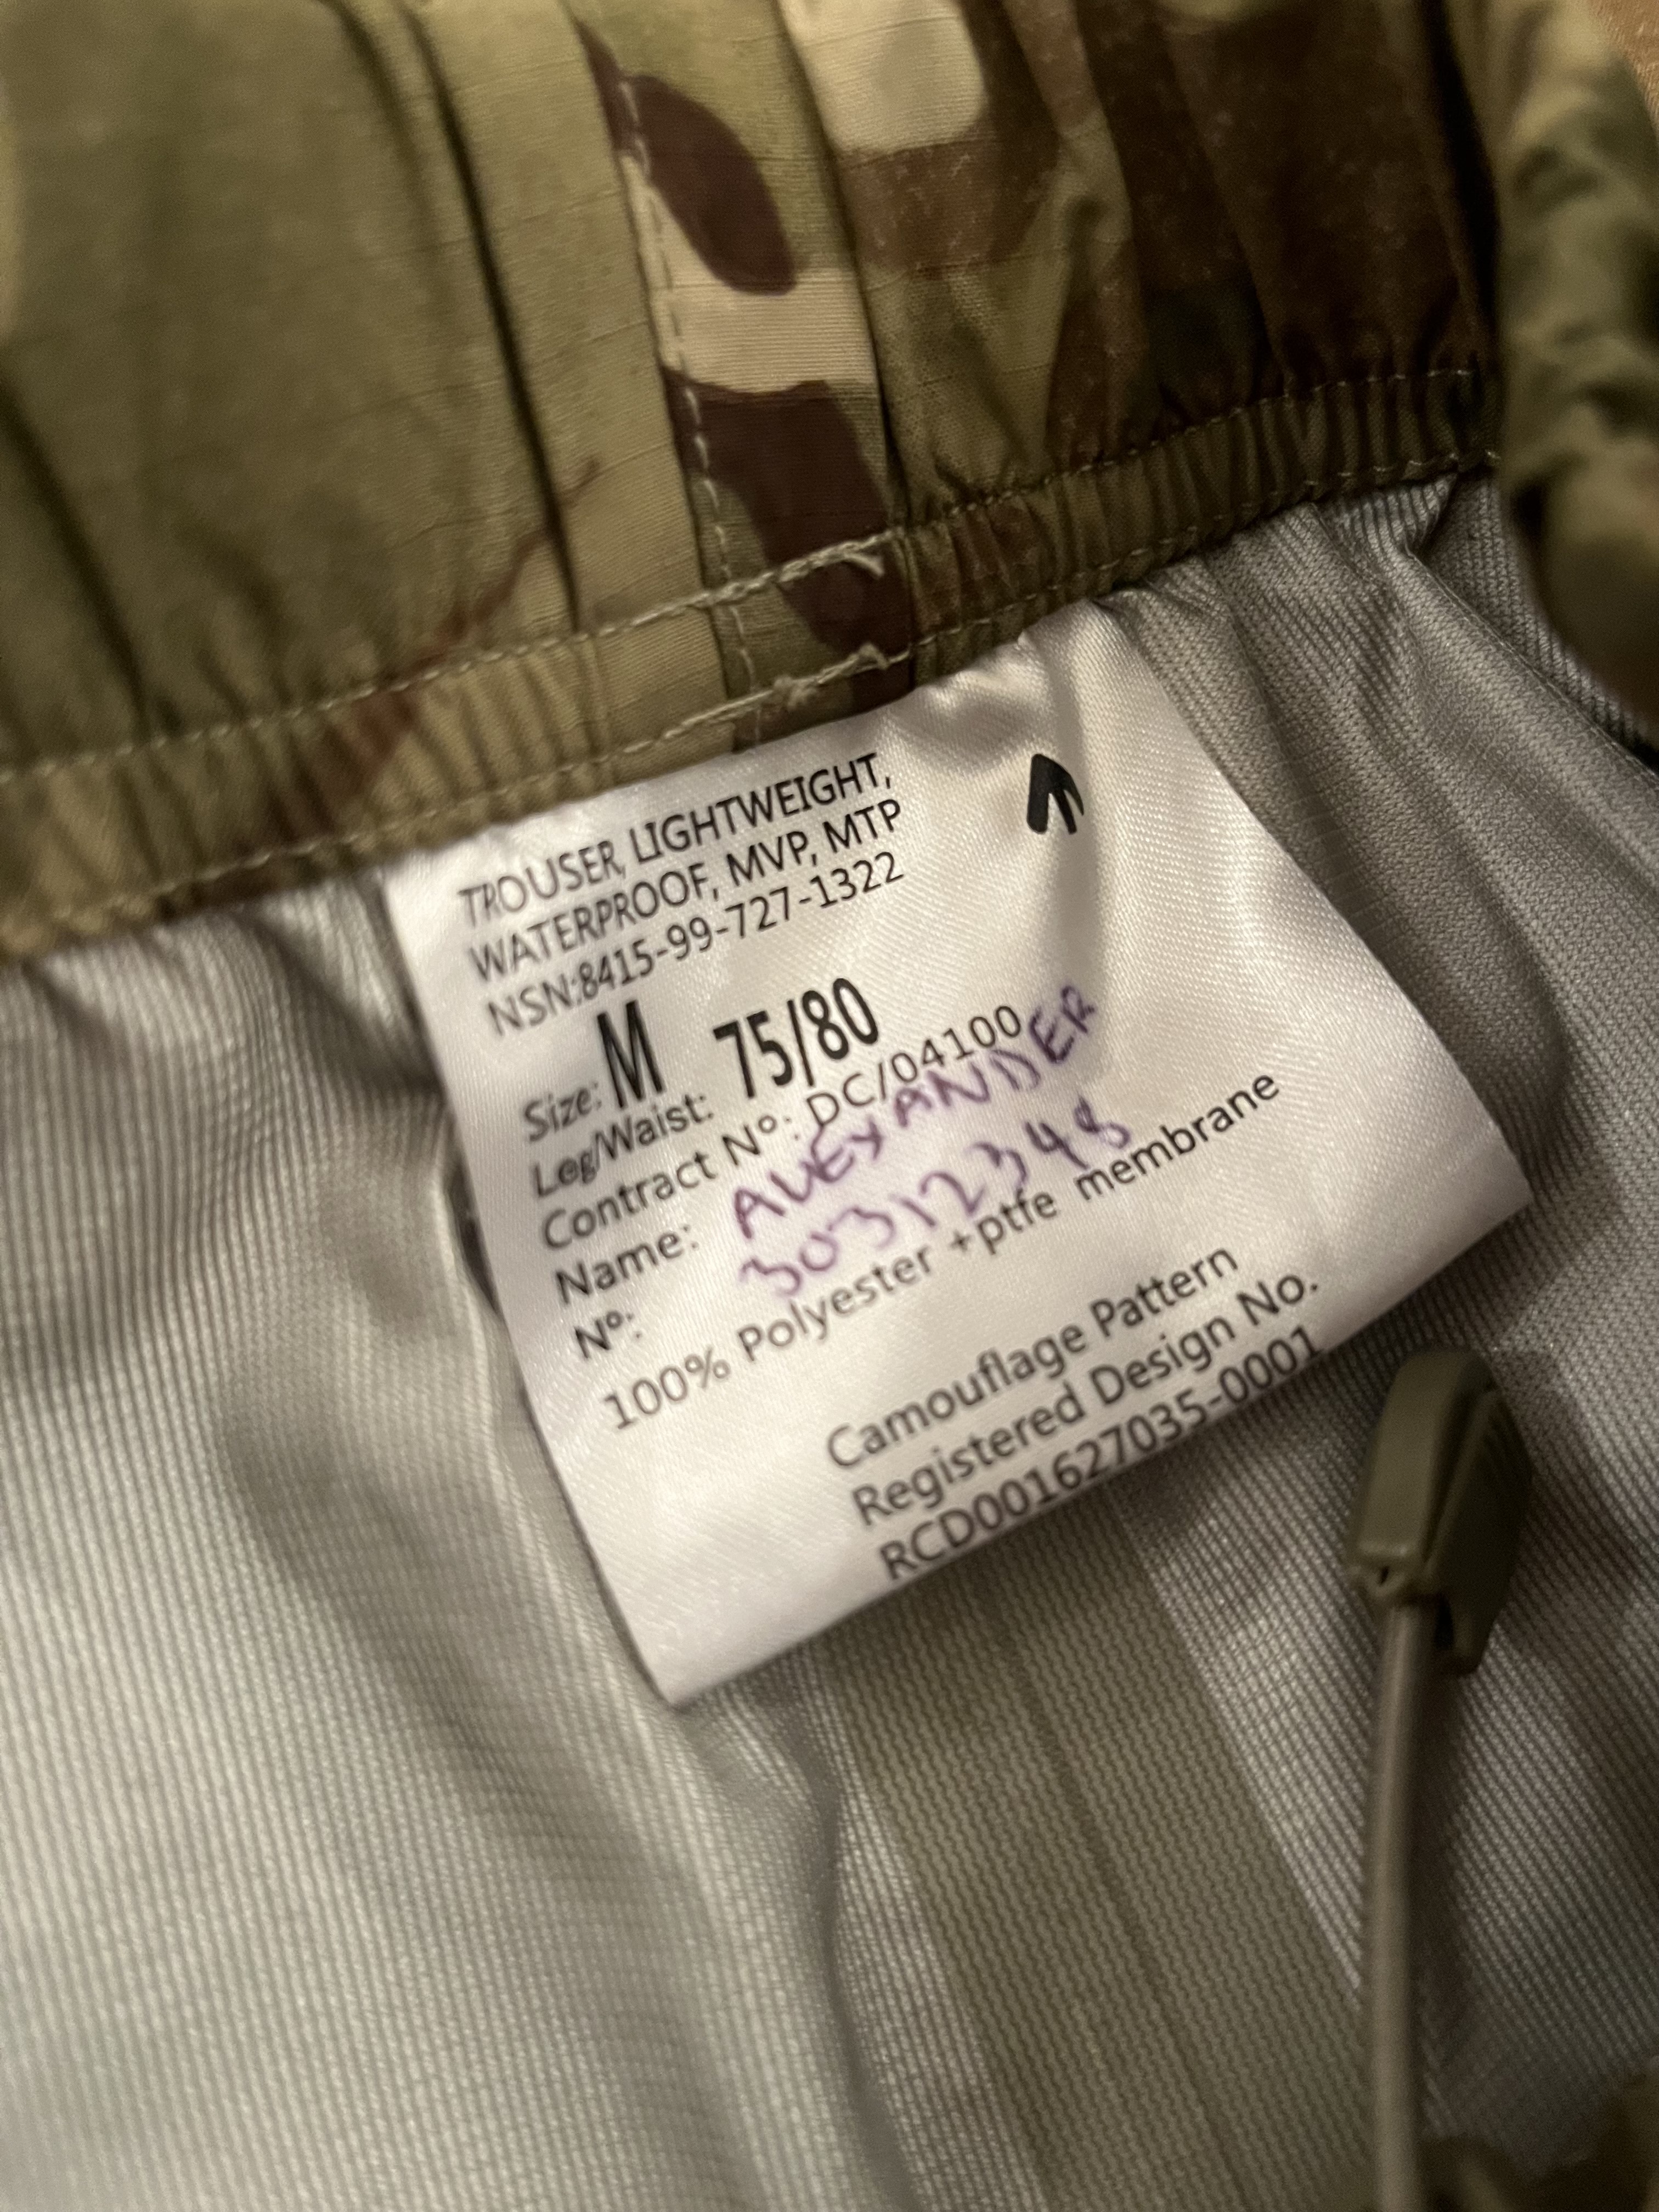 TROUSER, LIGHTWEIGHT,
WATERPROOF, MVP, MTP
NSN:8415-99-727-1322
Size: M
Leg/Waist: 75/80
Contract Nº: DC/04100
Name: ALEXANDER
Nº: 30312348
100% Polyester +ptfe membrane
Camouflage Pattern
Registered Design No.
RCD001627035-0001